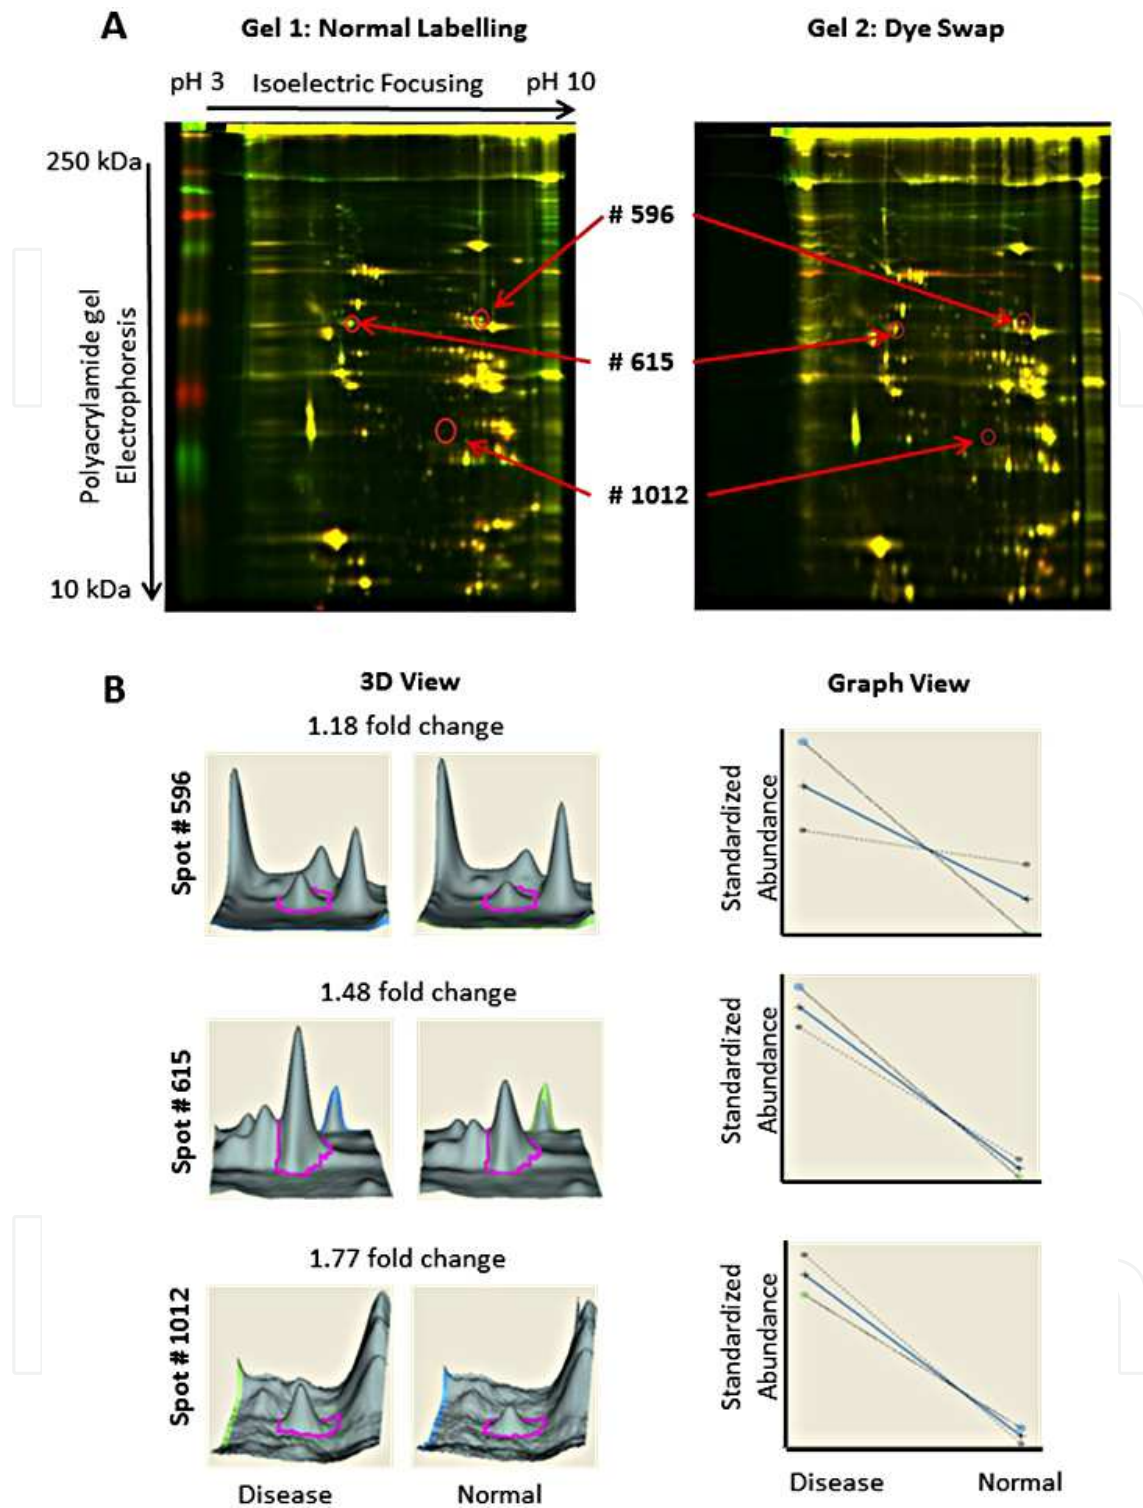 A
Gel 1: Normal Labelling
Gel 2: Dye Swap
pH 3
Isoelectric Focusing
pH 10
250 kDa
# 596
Polyacrylamide gel
Electrophoresis
# 615
# 1012
10 kDa
B
3D View
Graph View
1.18 fold change
Spot # 596
Standardized
Abundance
1.48 fold change
Spot # 615
Standardized
Abundance
1.77 fold change
Spot # 1012
Standardized
Abundance
Disease
Normal
Disease
Normal